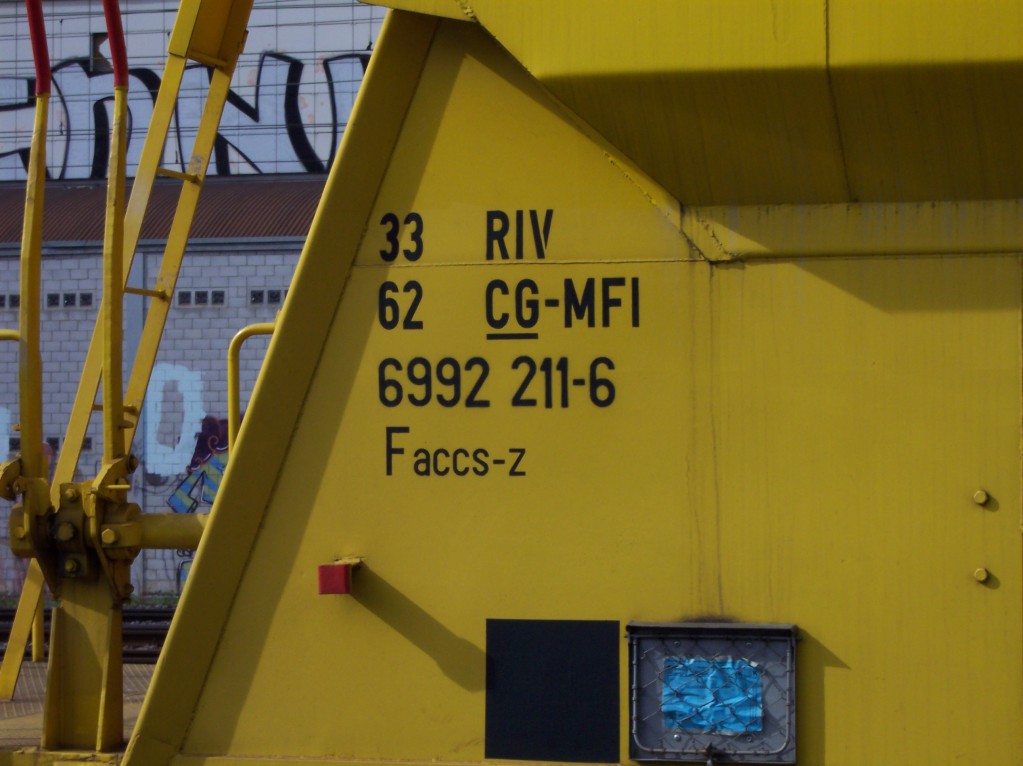 33 RIV
62 CG-MFI
6992 211-6
Faccs-z